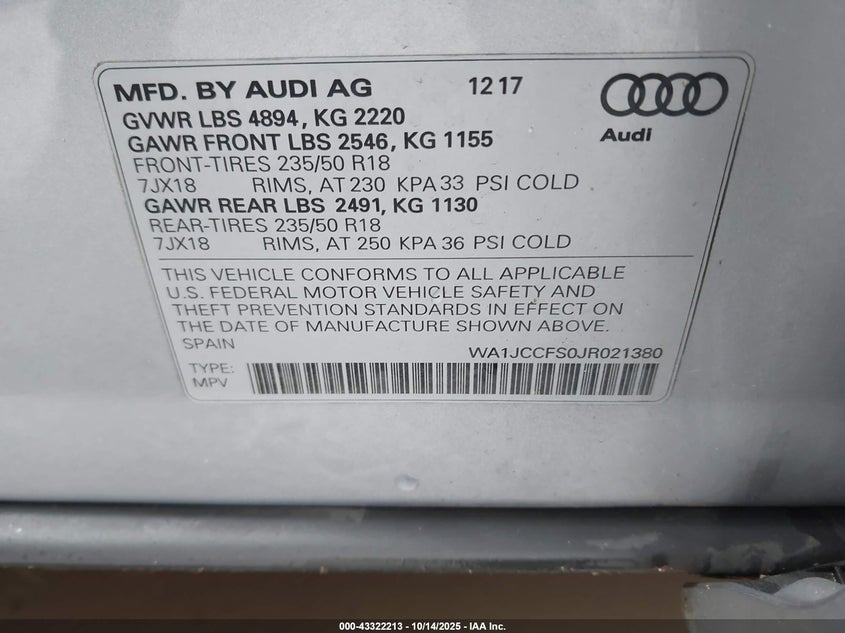 MFD. BY AUDI AG 12 17
Audi
GVWR LBS 4894, KG 2220
GAWR FRONT LBS 2546, KG 1155
FRONT-TIRES 235/50 R18
7JX18 RIMS, AT 230 KPA 33 PSI COLD
GAWR REAR LBS 2491, KG 1130
REAR-TIRES 235/50 R18
7JX18 RIMS, AT 250 KPA 36 PSI COLD
THIS VEHICLE CONFORMS TO ALL APPLICABLE
U.S. FEDERAL MOTOR VEHICLE SAFETY AND
THEFT PREVENTION STANDARDS IN EFFECT ON
THE DATE OF MANUFACTURE SHOWN ABOVE.
SPAIN
WA1JCCFS0JR021380
TYPE:
MPV
000-43322213 - 10/14/2025 - IAA Inc.